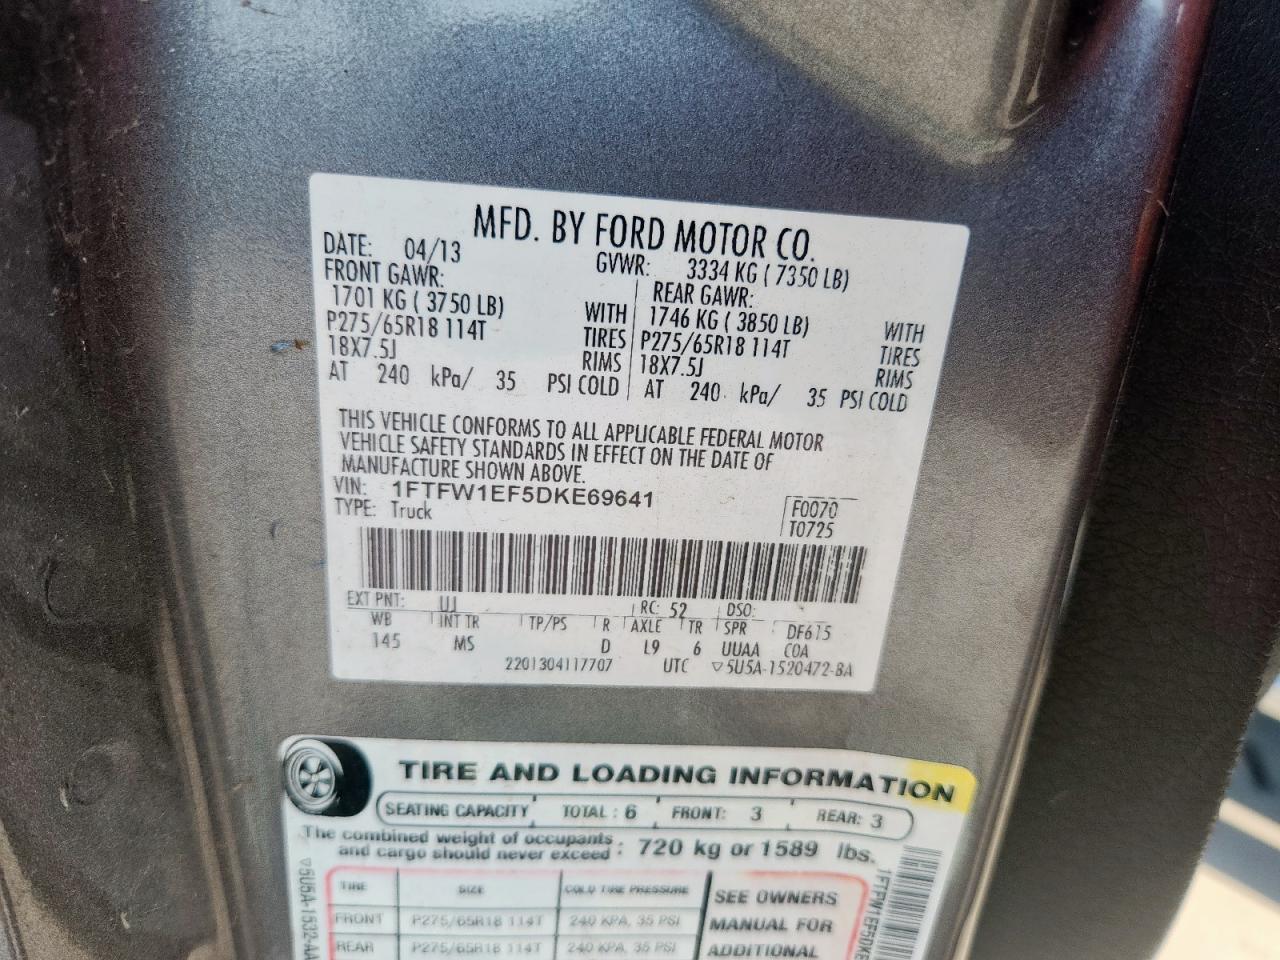 MFD. BY FORD MOTOR CO.
DATE: 04/13 GVWR: 3334 KG ( 7350 LB)
FRONT GAWR: REAR GAWR:
1701 KG ( 3750 LB) WITH 1746 KG ( 3850 LB) WITH
P275/65R18 114T TIRES P275/65R18 114T TIRES
18X7.5J RIMS 18X7.5J RIMS
AT 240 kPa/ 35 PSI COLD AT 240 kPa/ 35 PSI COLD
THIS VEHICLE CONFORMS TO ALL APPLICABLE FEDERAL MOTOR
VEHICLE SAFETY STANDARDS IN EFFECT ON THE DATE OF
MANUFACTURE SHOWN ABOVE.
VIN: 1FTFW1EF5DKE69641 F0070
TYPE: Truck T0725
EXT PNT: UJ RC: 52 DSO:
WB INT TR TP/PS R AXLE TR SPR DF615
145 MS D L9 6 UUAA COA
2201304117707 UTC ▽5U5A-1520472-BA
TIRE AND LOADING INFORMATION
SEATING CAPACITY TOTAL : 6 FRONT: 3 REAR: 3
The combined weight of occupants
and cargo should never exceed : 720 kg or 1589 lbs.
TIRE SIZE COLD TIRE PRESSURE SEE OWNERS
FRONT P275/65R18 114T 240 KPA, 35 PSI MANUAL FOR
REAR P275/65R18 114T 240 KPA, 35 PSI ADDITIONAL